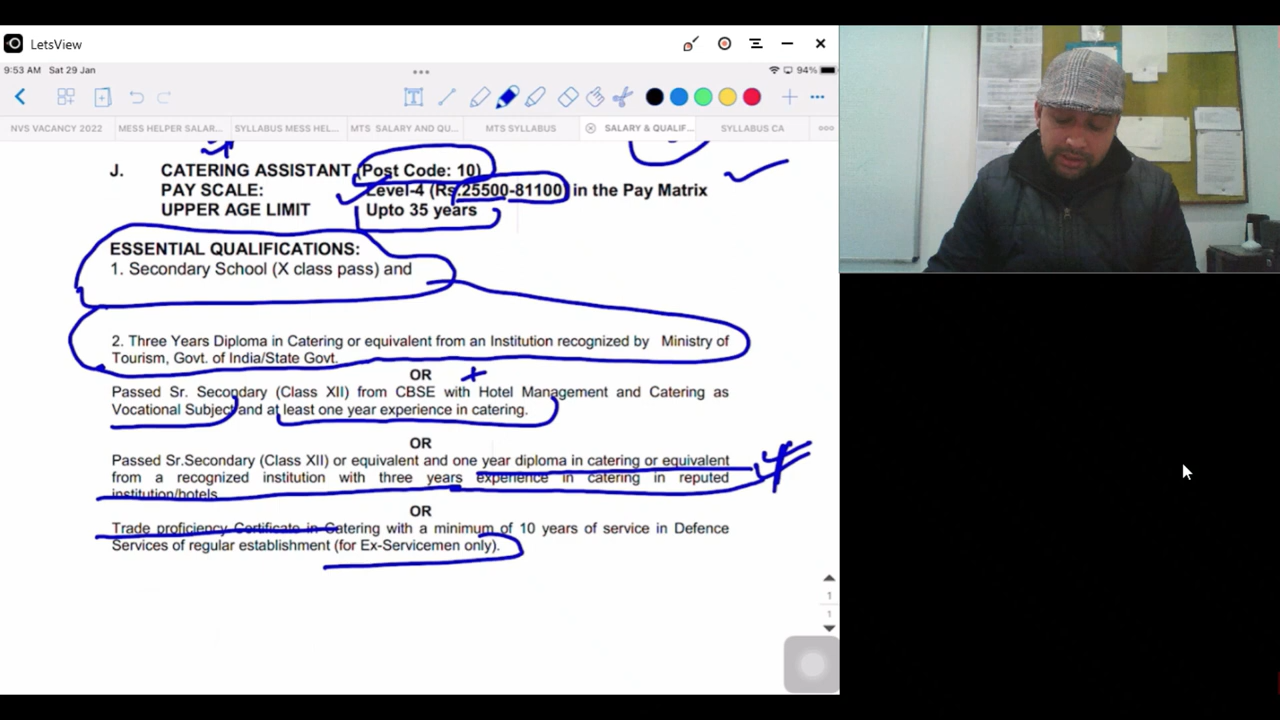 LetsView
9:53 AM Sat 29 Jan
94%
NVS VACANCY 2022 MESS HELPER SALAR... SYLLABUS MESS HEL... MTS SALARY AND QU... MTS SYLLABUS SALARY & QUALIF... SYLLABUS CA
J. CATERING ASSISTANT (Post Code: 10)
PAY SCALE: Level-4 (Rs.25500-81100) in the Pay Matrix
UPPER AGE LIMIT Upto 35 years
ESSENTIAL QUALIFICATIONS:
1. Secondary School (X class pass) and
2. Three Years Diploma in Catering or equivalent from an Institution recognized by Ministry of
Tourism, Govt. of India/State Govt.
OR
Passed Sr. Secondary (Class XII) from CBSE with Hotel Management and Catering as
Vocational Subject and at least one year experience in catering.
OR
Passed Sr.Secondary (Class XII) or equivalent and one year diploma in catering or equivalent
from a recognized institution with three years experience in catering in reputed
institution/hotels.
OR
Trade proficiency Certificate in Catering with a minimum of 10 years of service in Defence
Services of regular establishment (for Ex-Servicemen only).
1
1